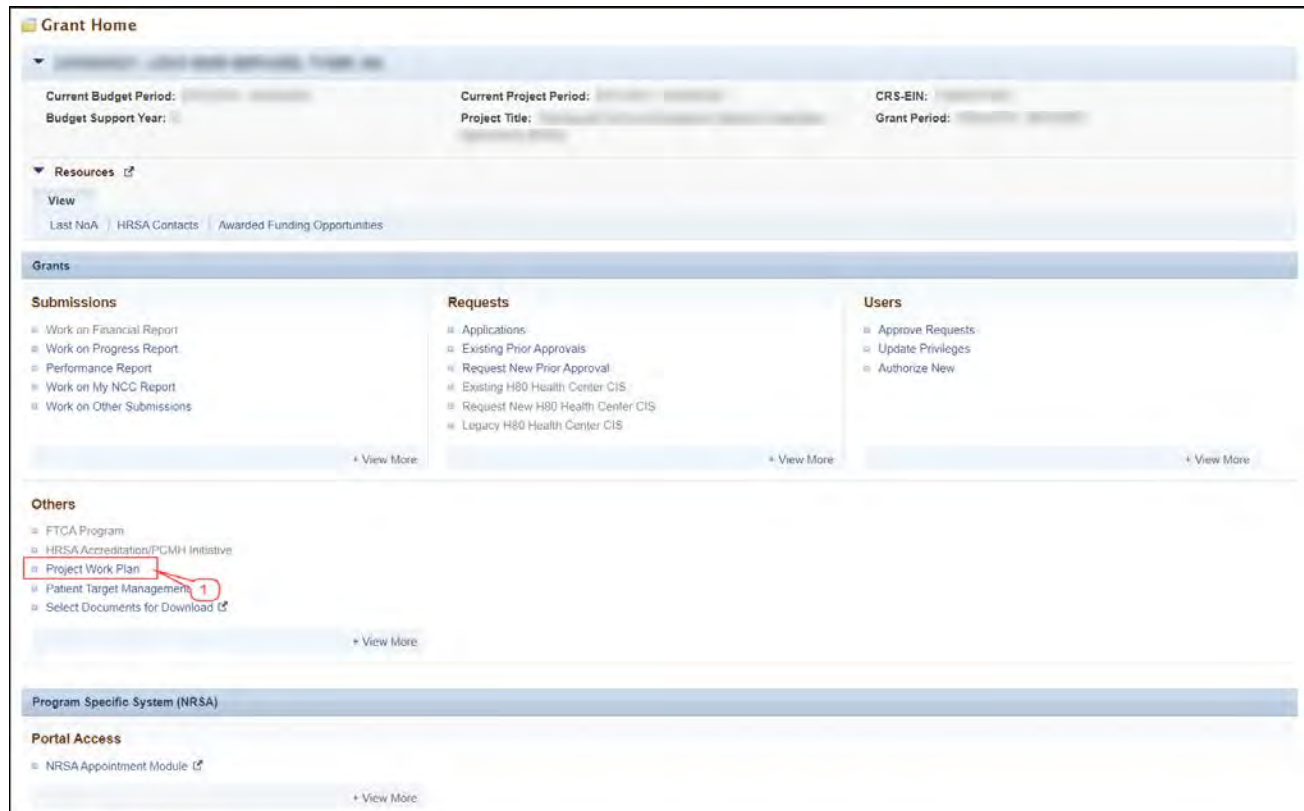 Grant Home
Current Budget Period:
Current Project Period:
CRS-EIN:
Budget Support Year:
Project Title:
Grant Period:
Resources
View
Last NoA | HRSA Contacts | Awarded Funding Opportunities
Grants
Submissions
Work on Financial Report
Work on Progress Report
Performance Report
Work on My NCC Report
Work on Other Submissions
+ View More
Requests
Applications
Existing Prior Approvals
Request New Prior Approval
Existing H80 Health Center CIS
Request New H80 Health Center CIS
Legacy H80 Health Center CIS
+ View More
Users
Approve Requests
Update Privileges
Authorize New
+ View More
Others
FTCA Program
HRSA Accreditation/PCMH Initiative
Project Work Plan
1
Patient Target Management
Select Documents for Download
+ View More
Program Specific System (NRSA)
Portal Access
NRSA Appointment Module
+ View More